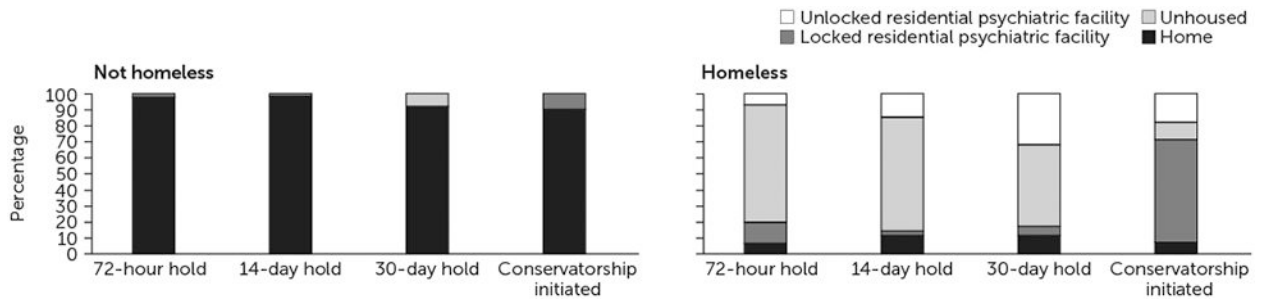 Unlocked residential psychiatric facility
Unhoused
Locked residential psychiatric facility
Home
Not homeless
Percentage
100
90
80
70
60
50
40
30
20
10
0
72-hour hold
14-day hold
30-day hold
Conservatorship
initiated
Homeless
72-hour hold
14-day hold
30-day hold
Conservatorship
initiated